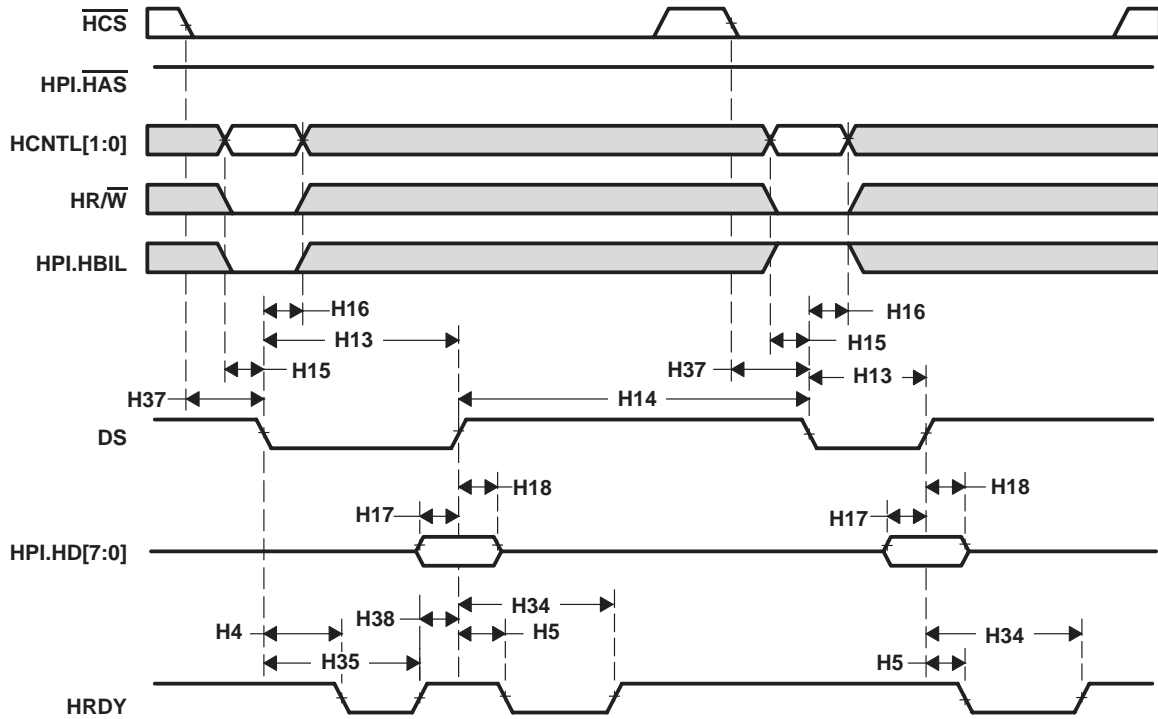 HCS
HPI.HAS
HCNTL[1:0]
HR/W
HPI.HBIL
H16
H16
H13
H15
H15
H37
H13
H37
H14
DS
H18
H18
H17
H17
HPI.HD[7:0]
H34
H38
H4
H5
H34
H35
H5
HRDY